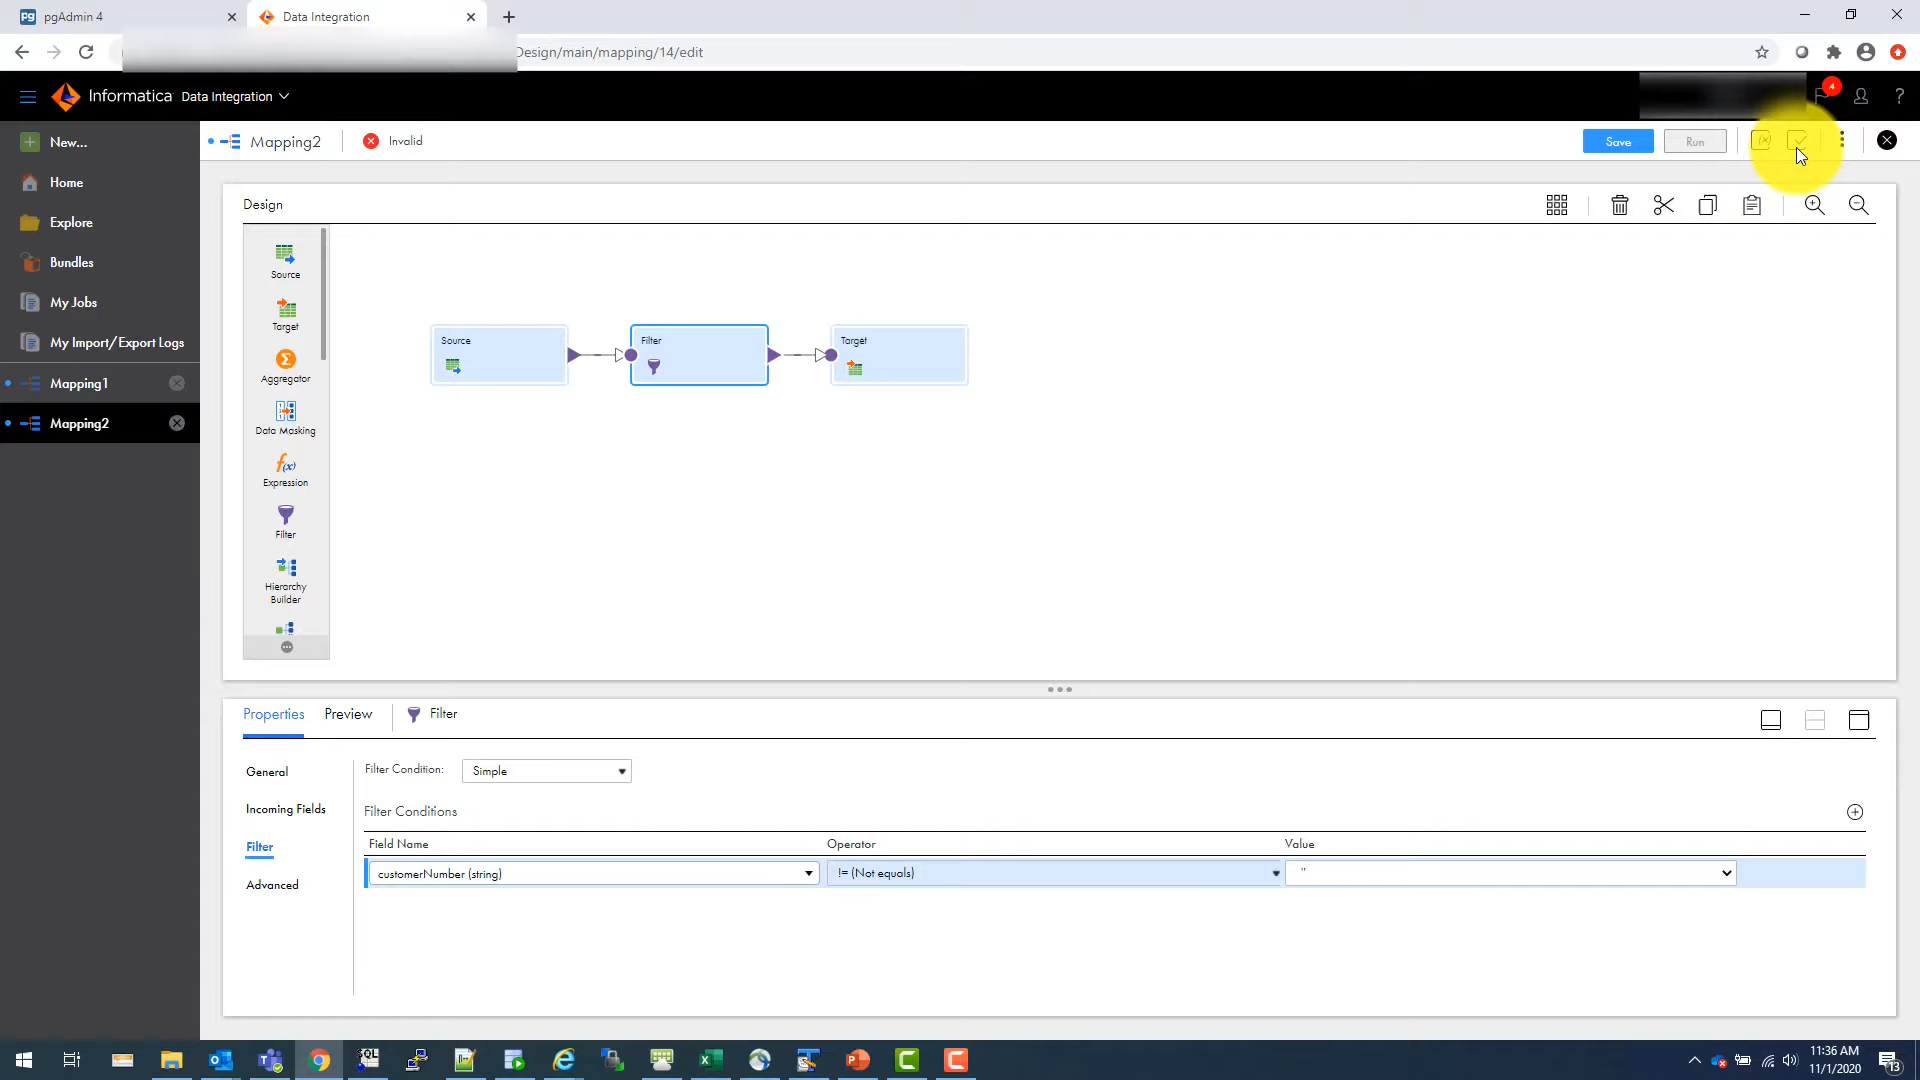 pgAdmin 4
Data Integration
Design/main/mapping/14/edit
Informatica Data Integration
4
?
New...
Mapping2
Invalid
Save
Run
Home
Explore
Bundles
My Jobs
My Import/Export Logs
Mapping1
Mapping2
Design
Source
Target
Aggregator
Data Masking
Expression
Filter
Hierarchy
Builder
Source
Filter
Target
Properties
Preview
Filter
General
Incoming Fields
Filter
Advanced
Filter Condition:
Simple
Filter Conditions
Field Name
Operator
Value
customerNumber (string)
!= (Not equals)
''
11:36 AM
11/1/2020
13